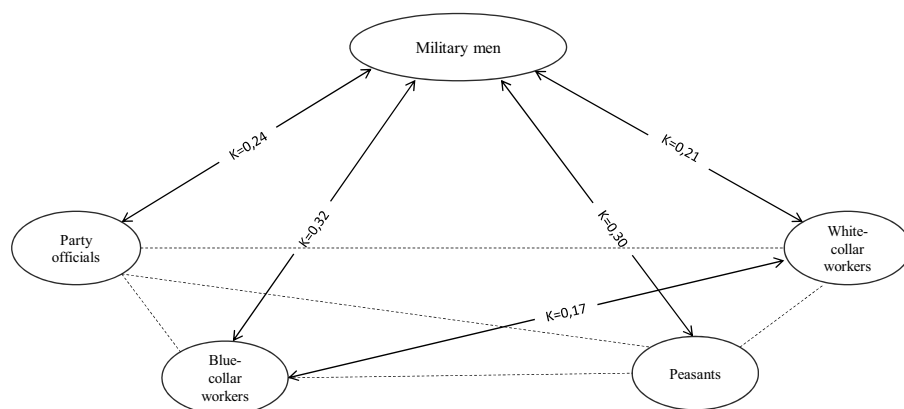 Military men
K=0,24
K=0,21
K=0,32
K=0,30
Party
officials
White-
collar
workers
K=0,17
Blue-
collar
workers
Peasants